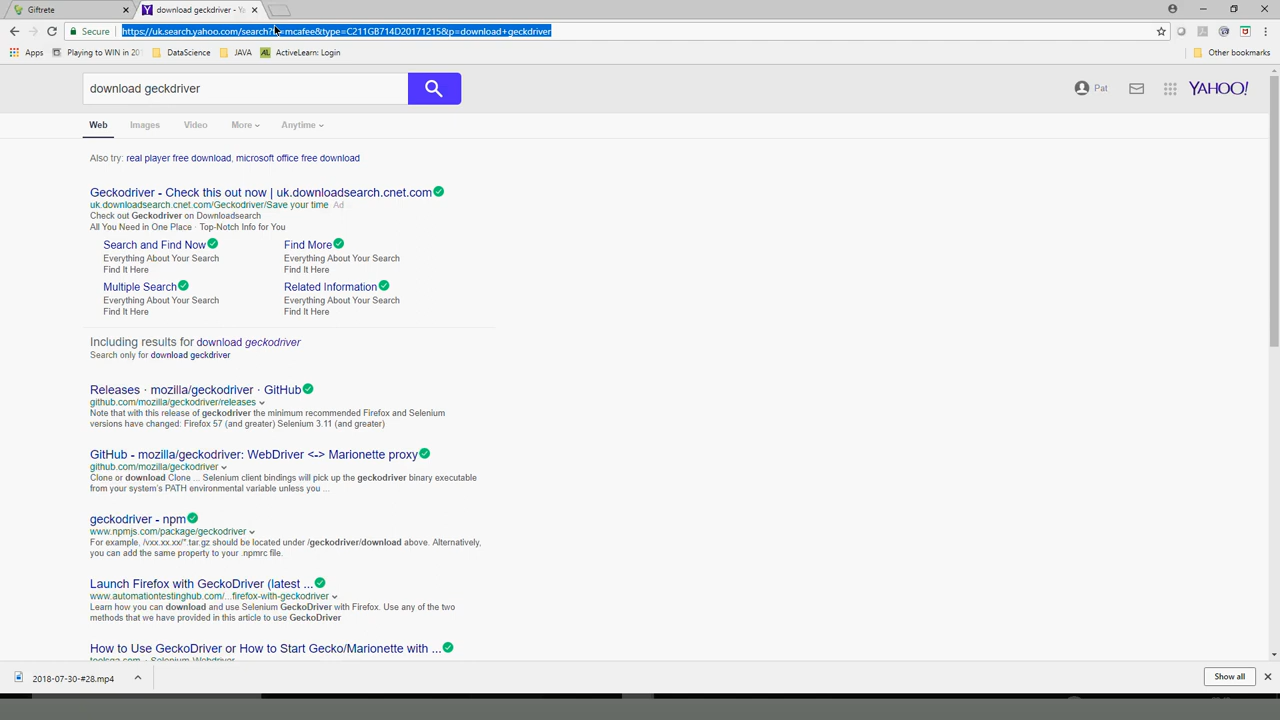 Giftrete
download geckdriver - Ya
Secure
https://uk.search.yahoo.com/search? =mcafee&type=C211GB714D20171215&p=download+geckdriver
Apps
Playing to WIN in 20
DataScience
JAVA
ActiveLearn: Login
Other bookmarks
download geckdriver
Pat
YAHOO!
Web
Images
Video
More
Anytime
Also try: real player free download, microsoft office free download
Geckodriver - Check this out now | uk.downloadsearch.cnet.com
uk.downloadsearch.cnet.com/Geckodriver/Save your time Ad
Check out Geckodriver on Downloadsearch
All You Need in One Place · Top-Notch Info for You
Search and Find Now
Everything About Your Search
Find It Here
Find More
Everything About Your Search
Find It Here
Multiple Search
Everything About Your Search
Find It Here
Related Information
Everything About Your Search
Find It Here
Including results for download geckodriver
Search only for download geckdriver
Releases · mozilla/geckodriver · GitHub
github.com/mozilla/geckodriver/releases
Note that with this release of geckodriver the minimum recommended Firefox and Selenium
versions have changed: Firefox 57 (and greater) Selenium 3.11 (and greater)
GitHub - mozilla/geckodriver: WebDriver <-> Marionette proxy
github.com/mozilla/geckodriver
Clone or download Clone ... Selenium client bindings will pick up the geckodriver binary executable
from your system's PATH environmental variable unless you ...
geckodriver - npm
www.npmjs.com/package/geckodriver
For example, /vxx.xx.xx/*.tar.gz should be located under /geckodriver/download above. Alternatively,
you can add the same property to your .npmrc file.
Launch Firefox with GeckoDriver (latest ...
www.automationtestinghub.com/...firefox-with-geckodriver
Learn how you can download and use Selenium GeckoDriver with Firefox. Use any of the two
methods that we have provided in this article to use GeckoDriver
How to Use GeckoDriver or How to Start Gecko/Marionette with ...
toolsqa.com › Selenium Webdriver
2018-07-30-#28.mp4
Show all